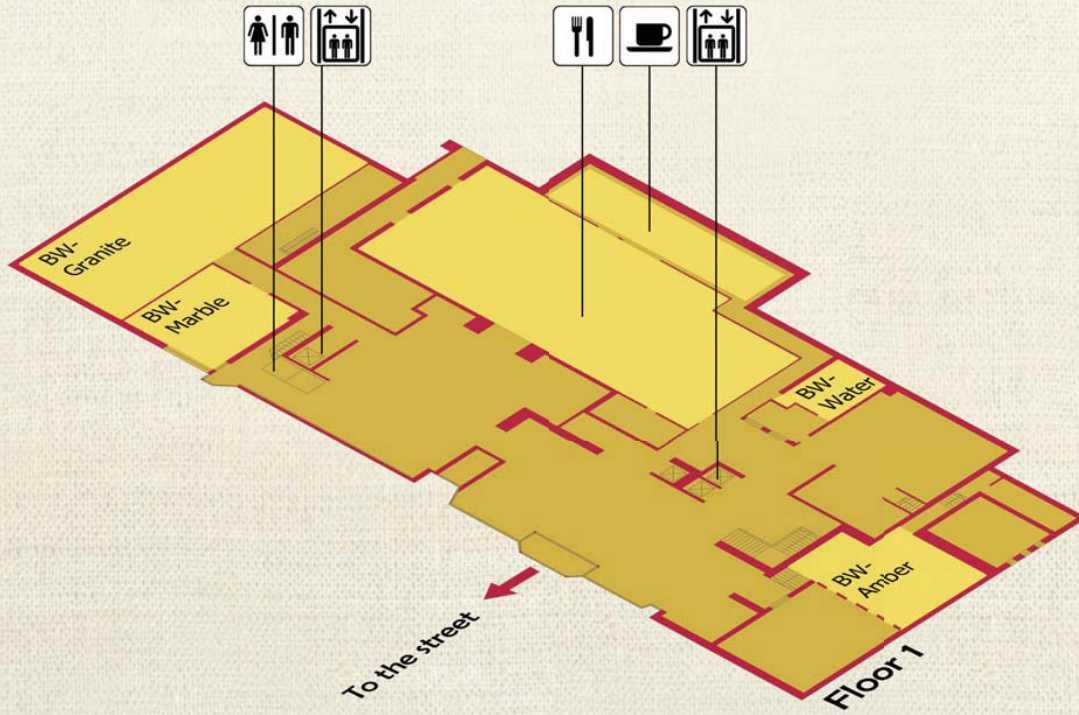 BW-
Granite
BW-
Marble
BW-
Water
BW-
Amber
To the street
Floor 1